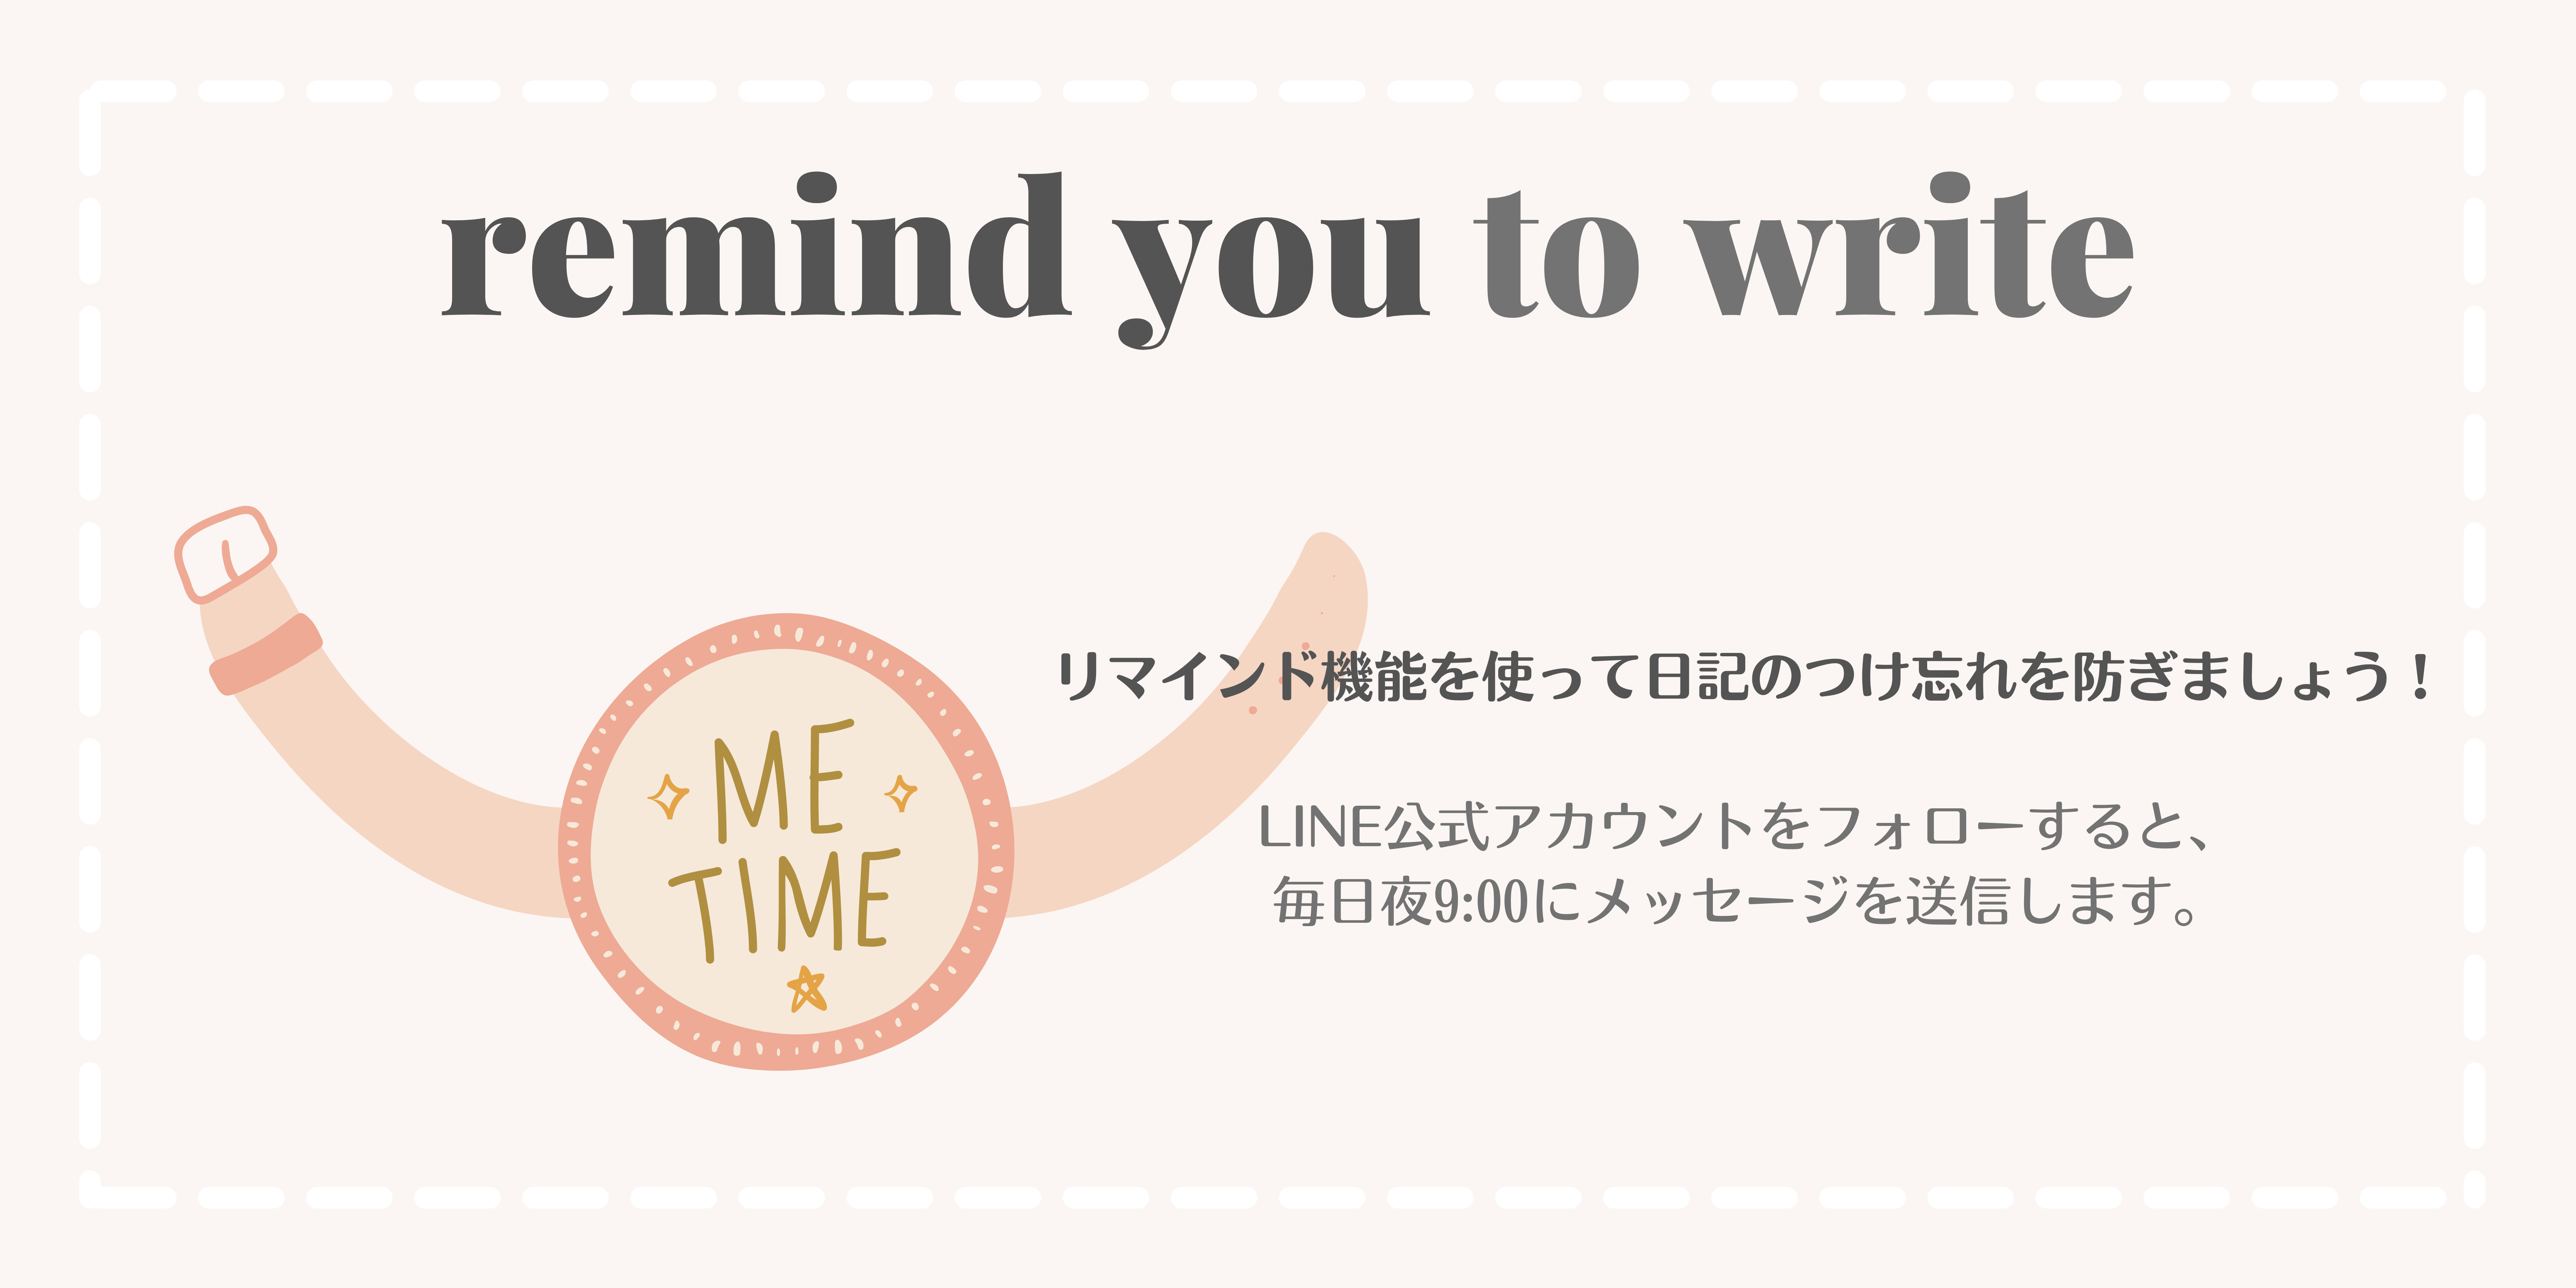 remind you to write
リマインド機能を使って日記のつけ忘れを防ぎましょう！
ME
TIME
LINE公式アカウントをフォローすると、
毎日夜9:00にメッセージを送信します。